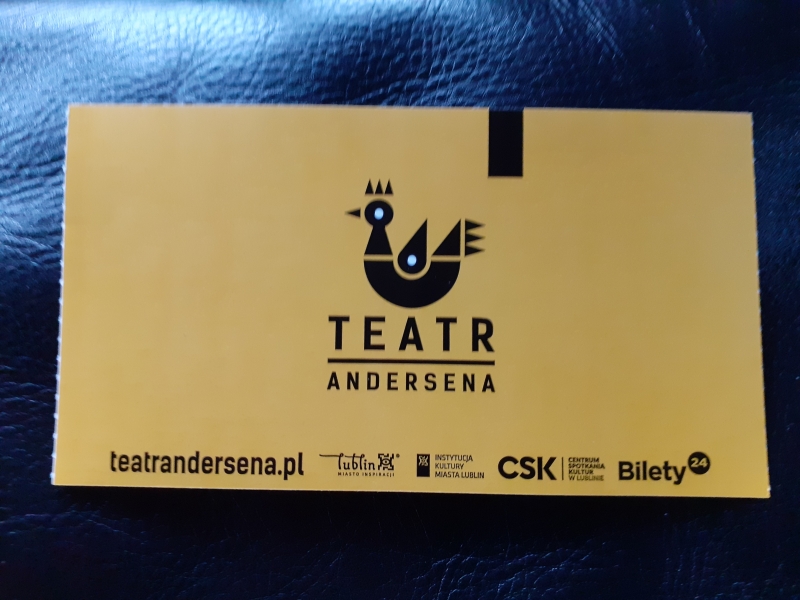 TEATR
ANDERSENA
teatrandersena.pl
lublin®
MIASTO INSPIRACJI
INSTYTUCJA
KULTURY
MIASTA LUBLIN
CSK
CENTRUM
SPOTKANIA
KULTUR
W LUBLINIE
Bilety24